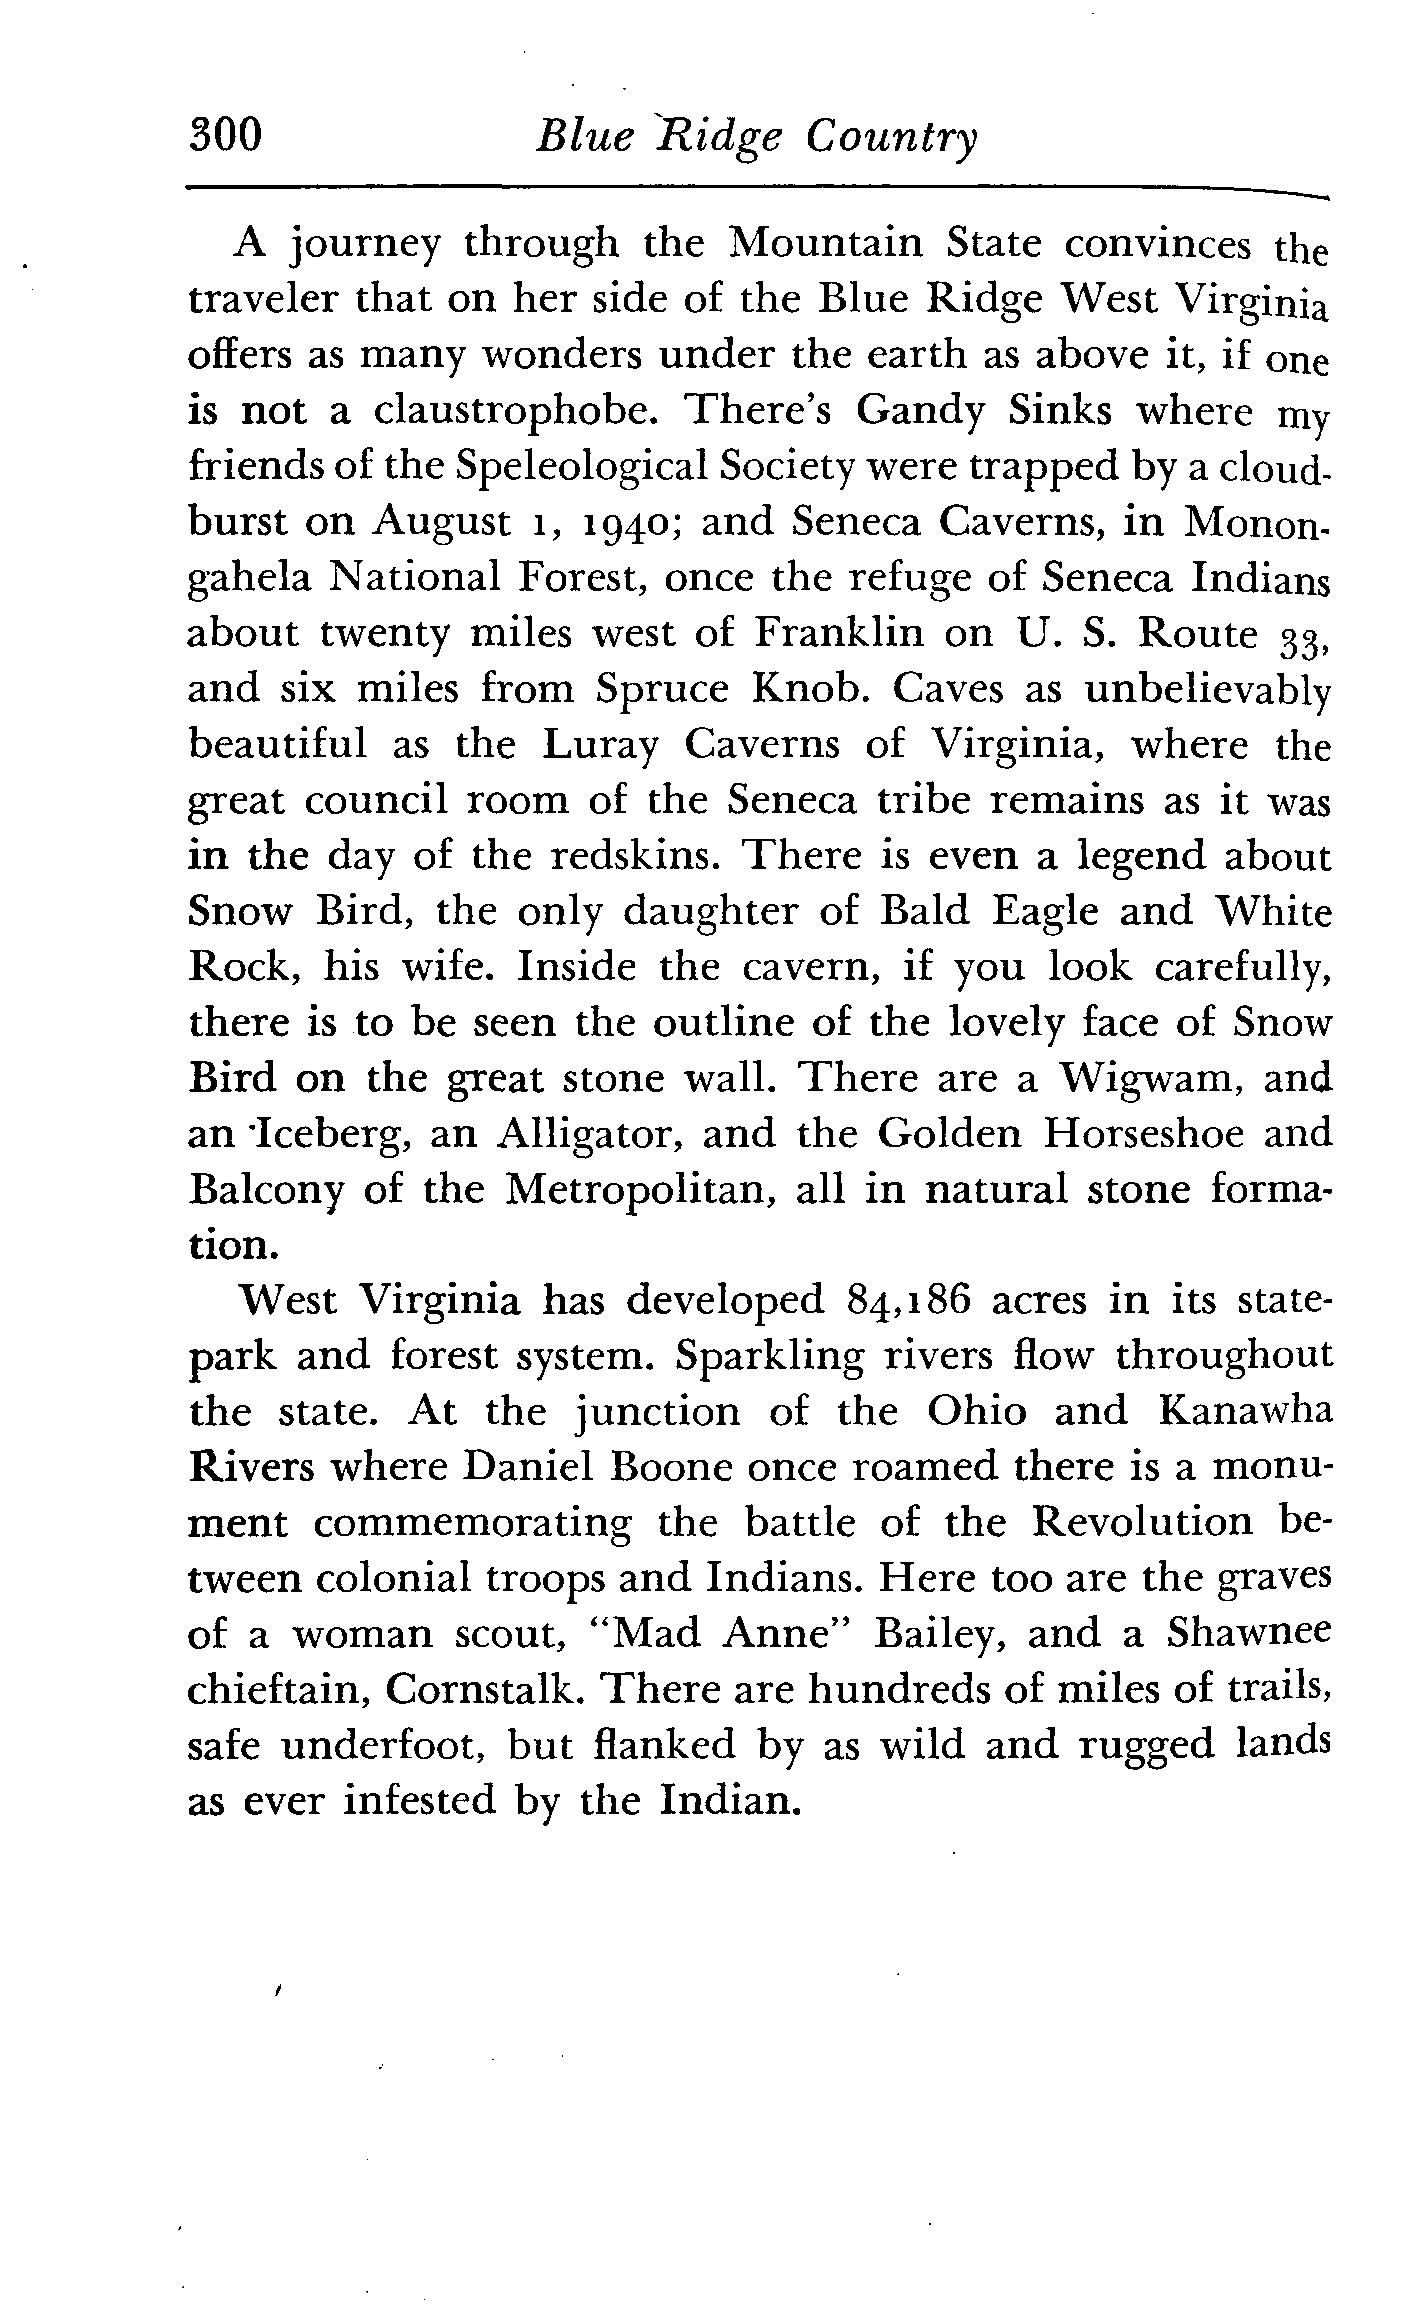 300 Blue Ridge Country
A journey through the Mountain State convinces the
traveler that on her side of the Blue Ridge West Virginia
offers as many wonders under the earth as above it, if one
is not a claustrophobe. There's Gandy Sinks where my
friends of the Speleological Society were trapped by a cloud-
burst on August 1, 1940; and Seneca Caverns, in Monon-
gahela National Forest, once the refuge of Seneca Indians
about twenty miles west of Franklin on U. S. Route 33,
and six miles from Spruce Knob. Caves as unbelievably
beautiful as the Luray Caverns of Virginia, where the
great council room of the Seneca tribe remains as it was
in the day of the redskins. There is even a legend about
Snow Bird, the only daughter of Bald Eagle and White
Rock, his wife. Inside the cavern, if you look carefully,
there is to be seen the outline of the lovely face of Snow
Bird on the great stone wall. There are a Wigwam, and
an Iceberg, an Alligator, and the Golden Horseshoe and
Balcony of the Metropolitan, all in natural stone forma-
tion.
West Virginia has developed 84,186 acres in its state-
park and forest system. Sparkling rivers flow throughout
the state. At the junction of the Ohio and Kanawha
Rivers where Daniel Boone once roamed there is a monu-
ment commemorating the battle of the Revolution be-
tween colonial troops and Indians. Here too are the graves
of a woman scout, "Mad Anne" Bailey, and a Shawnee
chieftain, Cornstalk. There are hundreds of miles of trails,
safe underfoot, but flanked by as wild and rugged lands
as ever infested by the Indian.